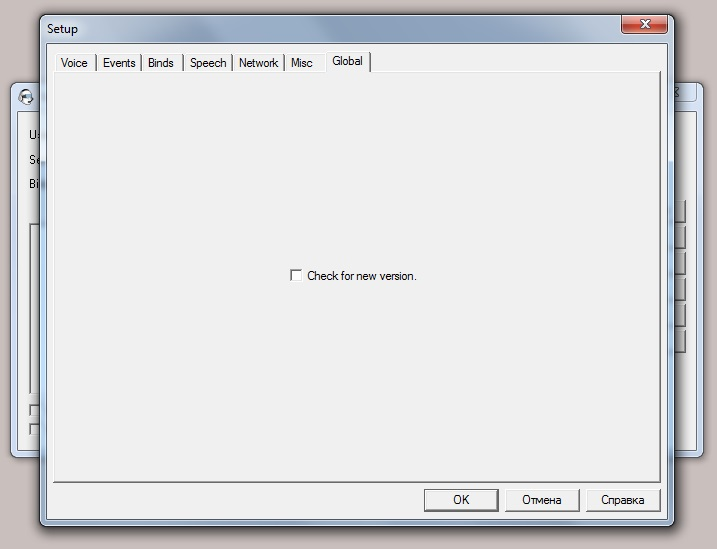 Setup
Voice Events Binds Speech Network Misc Global
Check for new version.
OK Отмена Справка